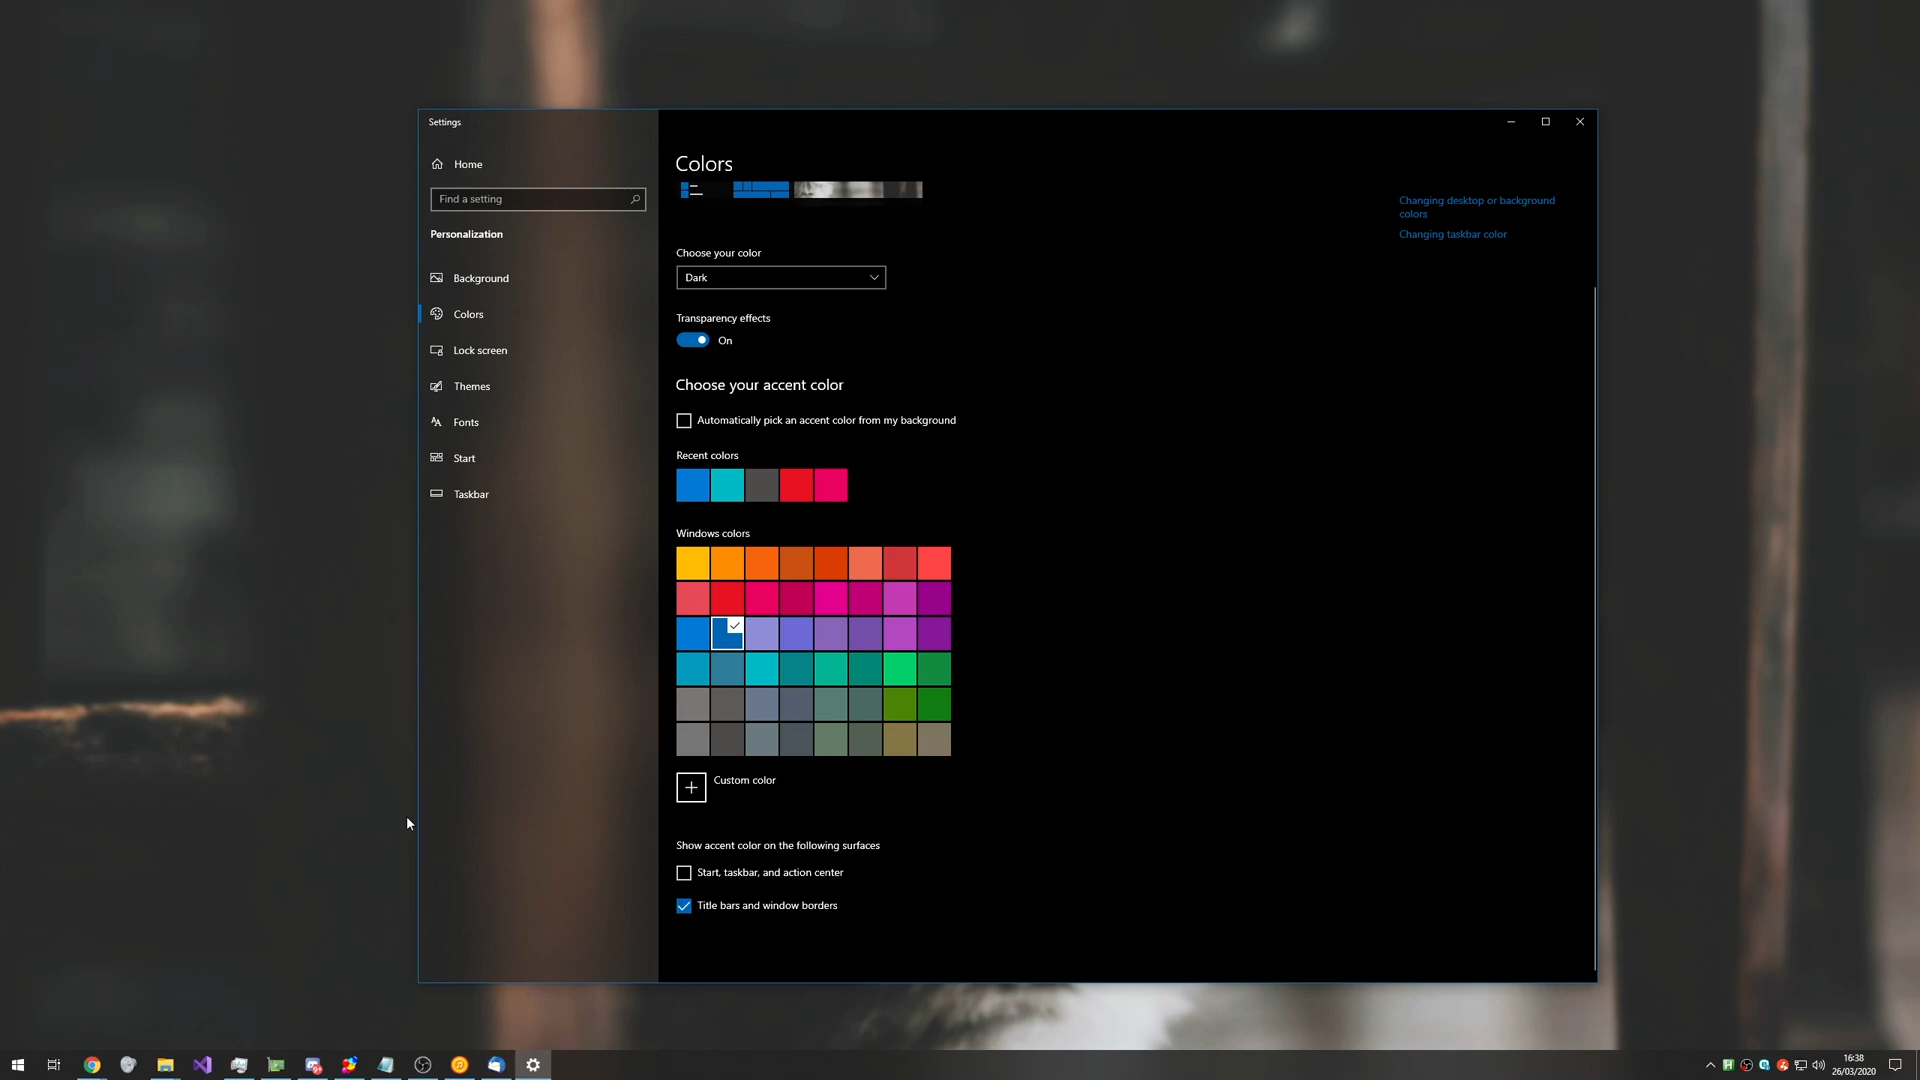 Settings
Home
Find a setting
Personalization
Background
Colors
Lock screen
Themes
Fonts
Start
Taskbar
Colors
Choose your color
Dark
Transparency effects
On
Choose your accent color
Automatically pick an accent color from my background
Recent colors
Windows colors
Custom color
Show accent color on the following surfaces
Start, taskbar, and action center
Title bars and window borders
Changing desktop or background
colors
Changing taskbar color
16:38
26/03/2020